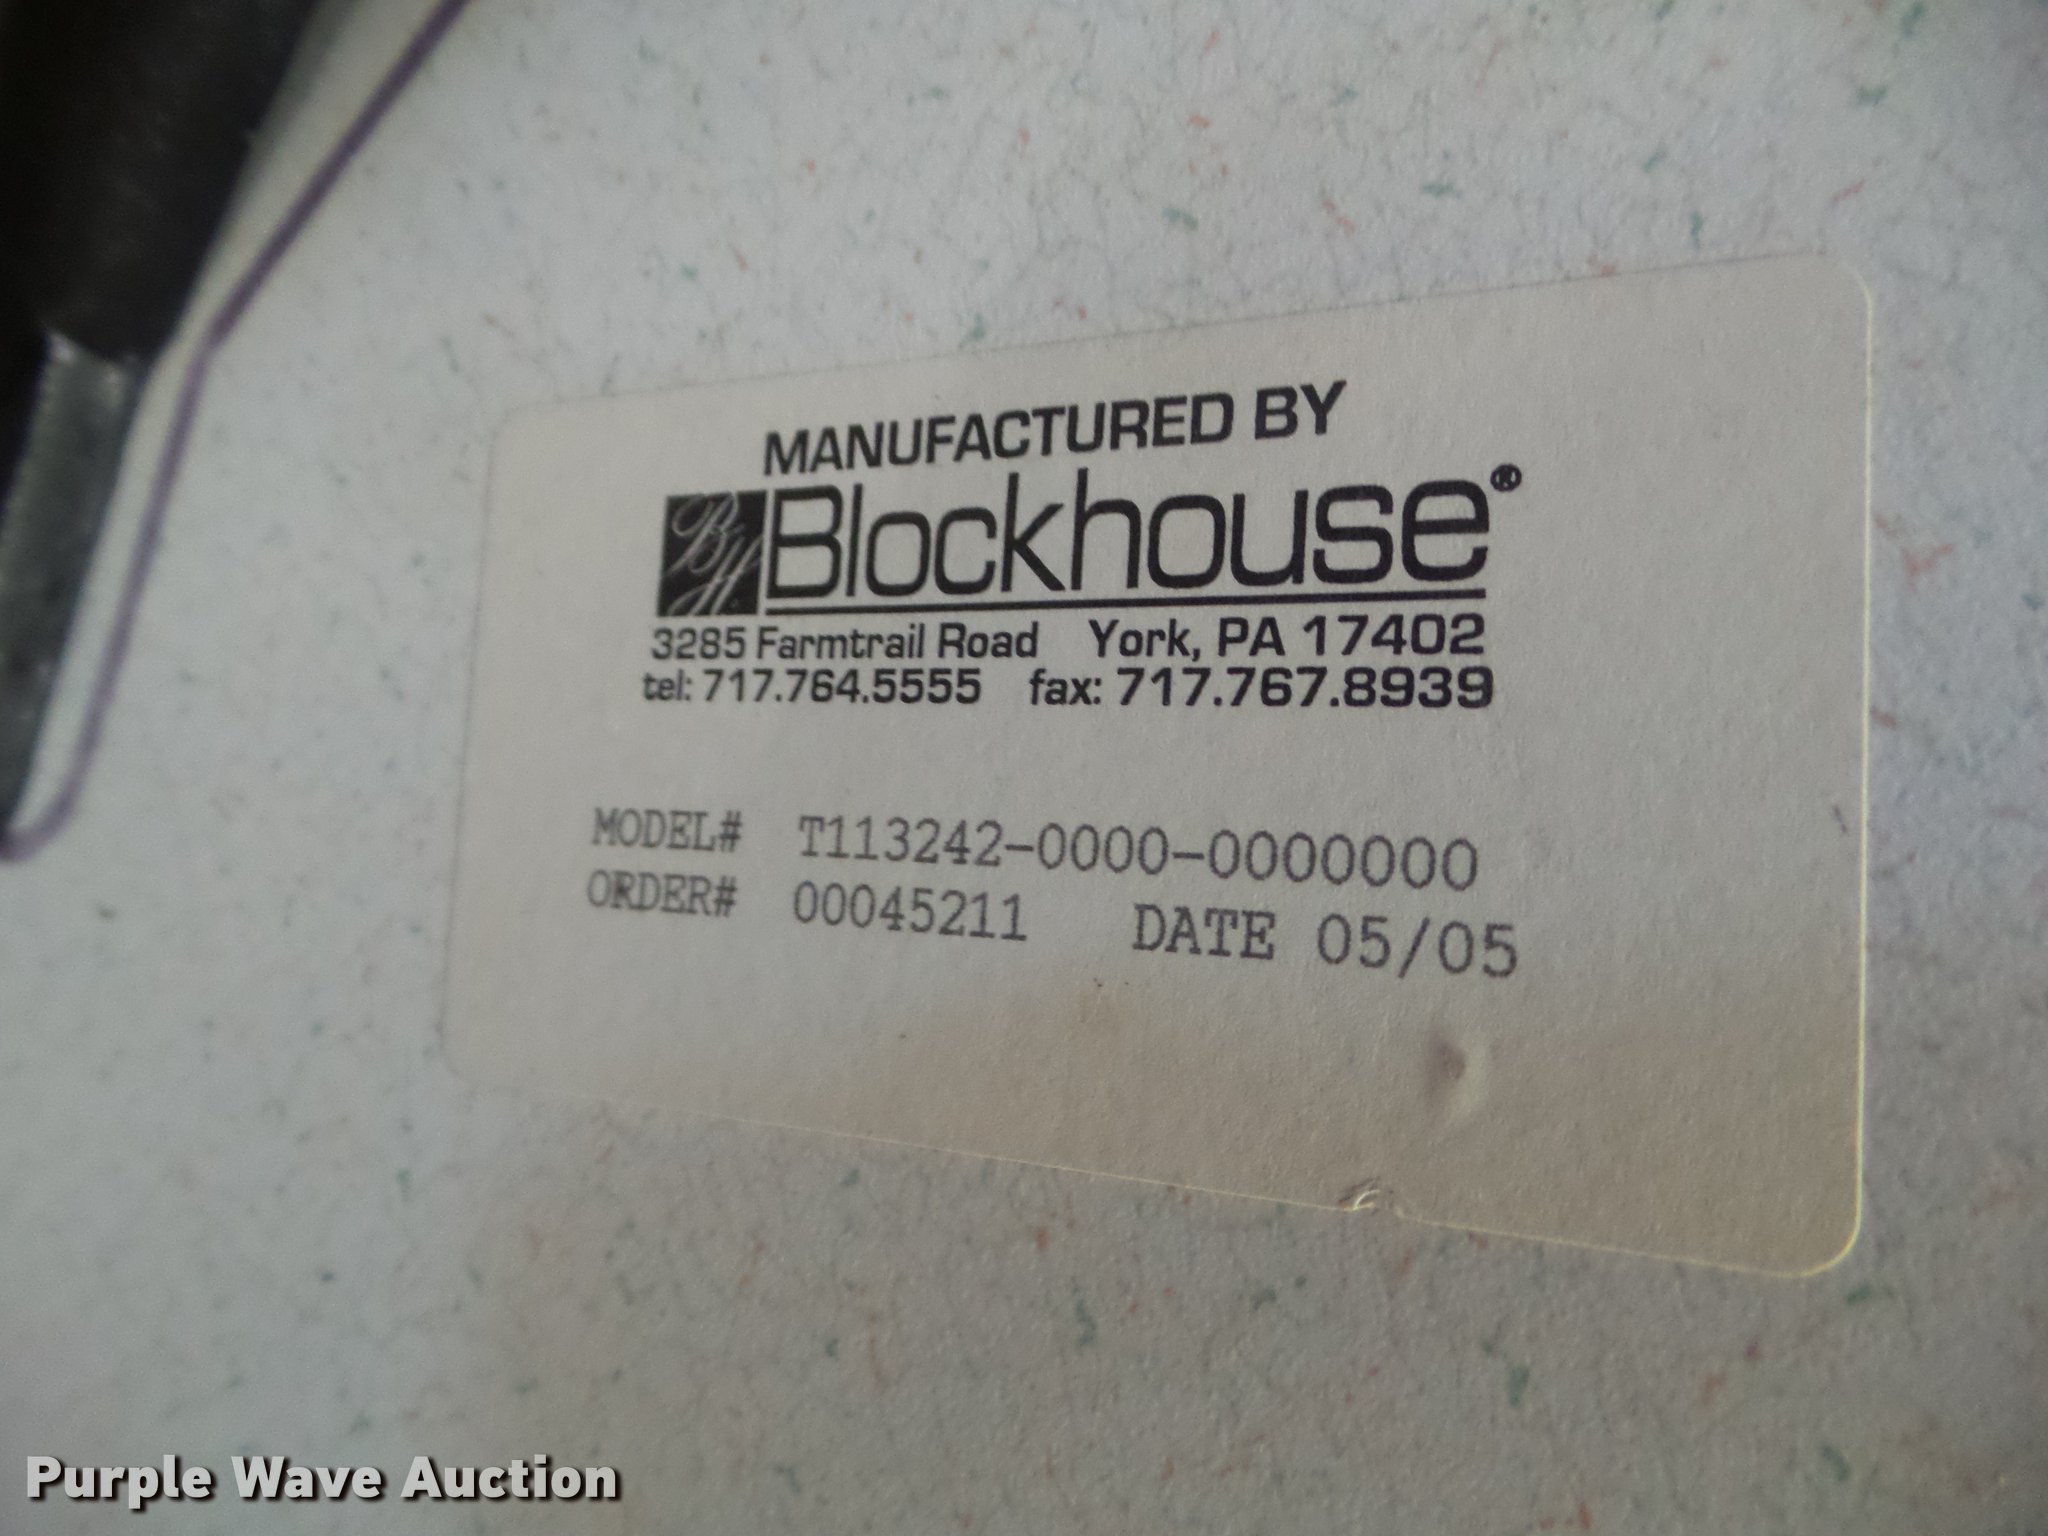 MANUFACTURED BY
BH Blockhouse®
3285 Farmtrail Road York, PA 17402
tel: 717.764.5555 fax: 717.767.8939
MODEL# T113242-0000-0000000
ORDER# 00045211 DATE 05/05
Purple Wave Auction